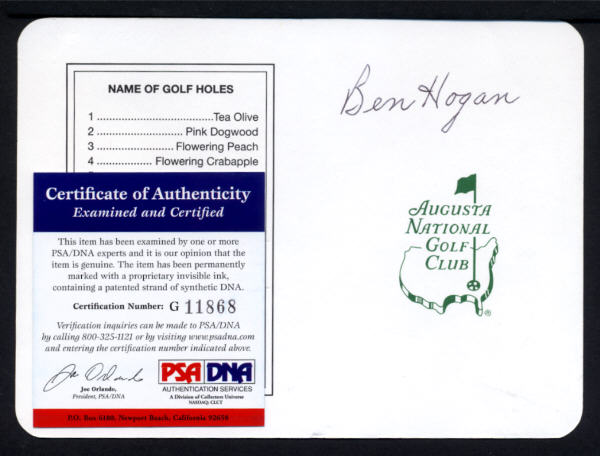 NAME OF GOLF HOLES
1 ........................................Tea Olive
2 .............................. Pink Dogwood
3 ........................... Flowering Peach
4 .................... Flowering Crabapple
Certificate of Authenticity
Examined and Certified
This item has been examined by one or more
PSA/DNA experts and it is our opinion that the
item is genuine. The item has been permanently
marked with a proprietary invisible ink,
containing a patented strand of synthetic DNA.
Certification Number: G 11868
Verification inquiries can be made to PSA/DNA
by calling 800-325-1121 or by visiting www.psadna.com
and entering the certification number indicated above.
Joe Orlando
Joe Orlando,
President, PSA/DNA
PSA DNA
AUTHENTICATION SERVICES
A Division of Collectors Universe
NASDAQ: CLCT
P.O. Box 6180, Newport Beach, California 92658
Ben Hogan
AUGUSTA
NATIONAL
GOLF
CLUB
®